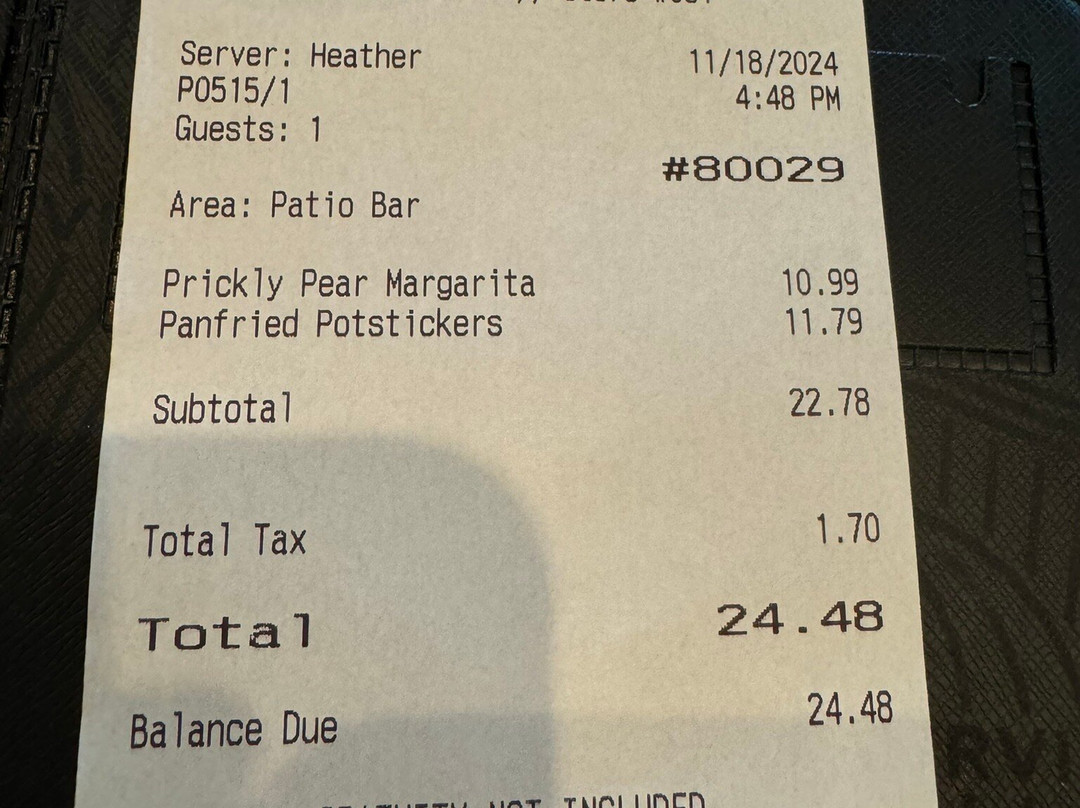 Server: Heather 11/18/2024
P0515/1 4:48 PM
Guests: 1
#80029
Area: Patio Bar
Prickly Pear Margarita 10.99
Panfried Potstickers 11.79
Subtotal 22.78
Total Tax 1.70
Total 24.48
Balance Due 24.48
NOT INCLUDED